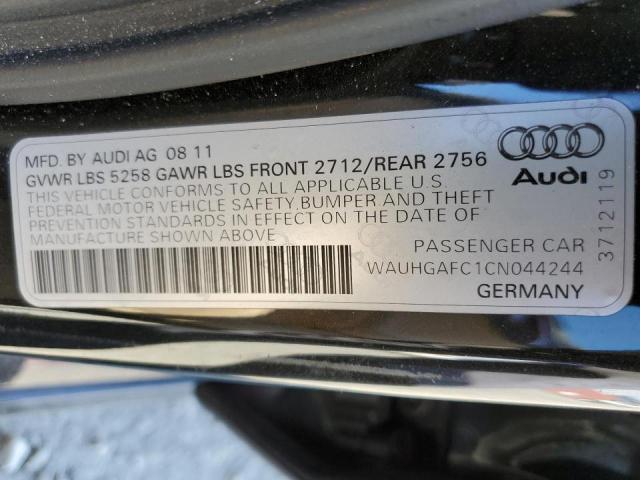 MFD. BY AUDI AG 08 11
GVWR LBS 5258 GAWR LBS FRONT 2712/REAR 2756
THIS VEHICLE CONFORMS TO ALL APPLICABLE U.S.
FEDERAL MOTOR VEHICLE SAFETY,BUMPER AND THEFT
PREVENTION STANDARDS IN EFFECT ON THE DATE OF
MANUFACTURE SHOWN ABOVE
Audi
PASSENGER CAR
WAUHGAFC1CN044244
GERMANY
3712119